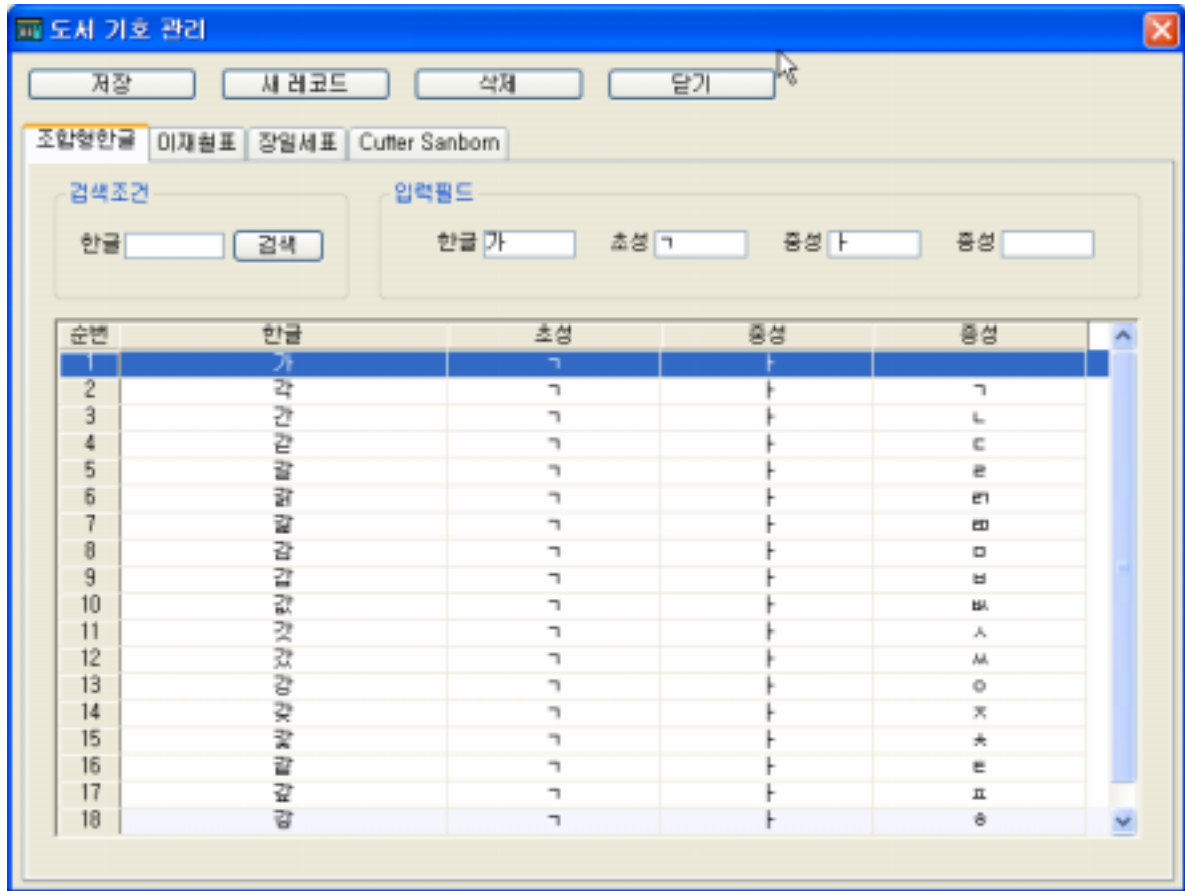 도서 기호 관리
저장 새 레코드 삭제 닫기
조합형한글 이재철표 장일세표 Cutter Sanborn
검색조건 입력필드
한글 검색 한글 가 초성 ㄱ 중성 ㅏ 종성
순번 한글 초성 중성 종성
1 가 ㄱ ㅏ
2 각 ㄱ ㅏ ㄱ
3 간 ㄱ ㅏ ㄴ
4 갇 ㄱ ㅏ ㄷ
5 갈 ㄱ ㅏ ㄹ
6 갉 ㄱ ㅏ ㄺ
7 갊 ㄱ ㅏ ㄻ
8 감 ㄱ ㅏ ㅁ
9 갑 ㄱ ㅏ ㅂ
10 값 ㄱ ㅏ ㅄ
11 갓 ㄱ ㅏ ㅅ
12 갔 ㄱ ㅏ ㅆ
13 강 ㄱ ㅏ ㅇ
14 갖 ㄱ ㅏ ㅈ
15 갗 ㄱ ㅏ ㅊ
16 같 ㄱ ㅏ ㅌ
17 갚 ㄱ ㅏ ㅍ
18 갛 ㄱ ㅏ ㅎ